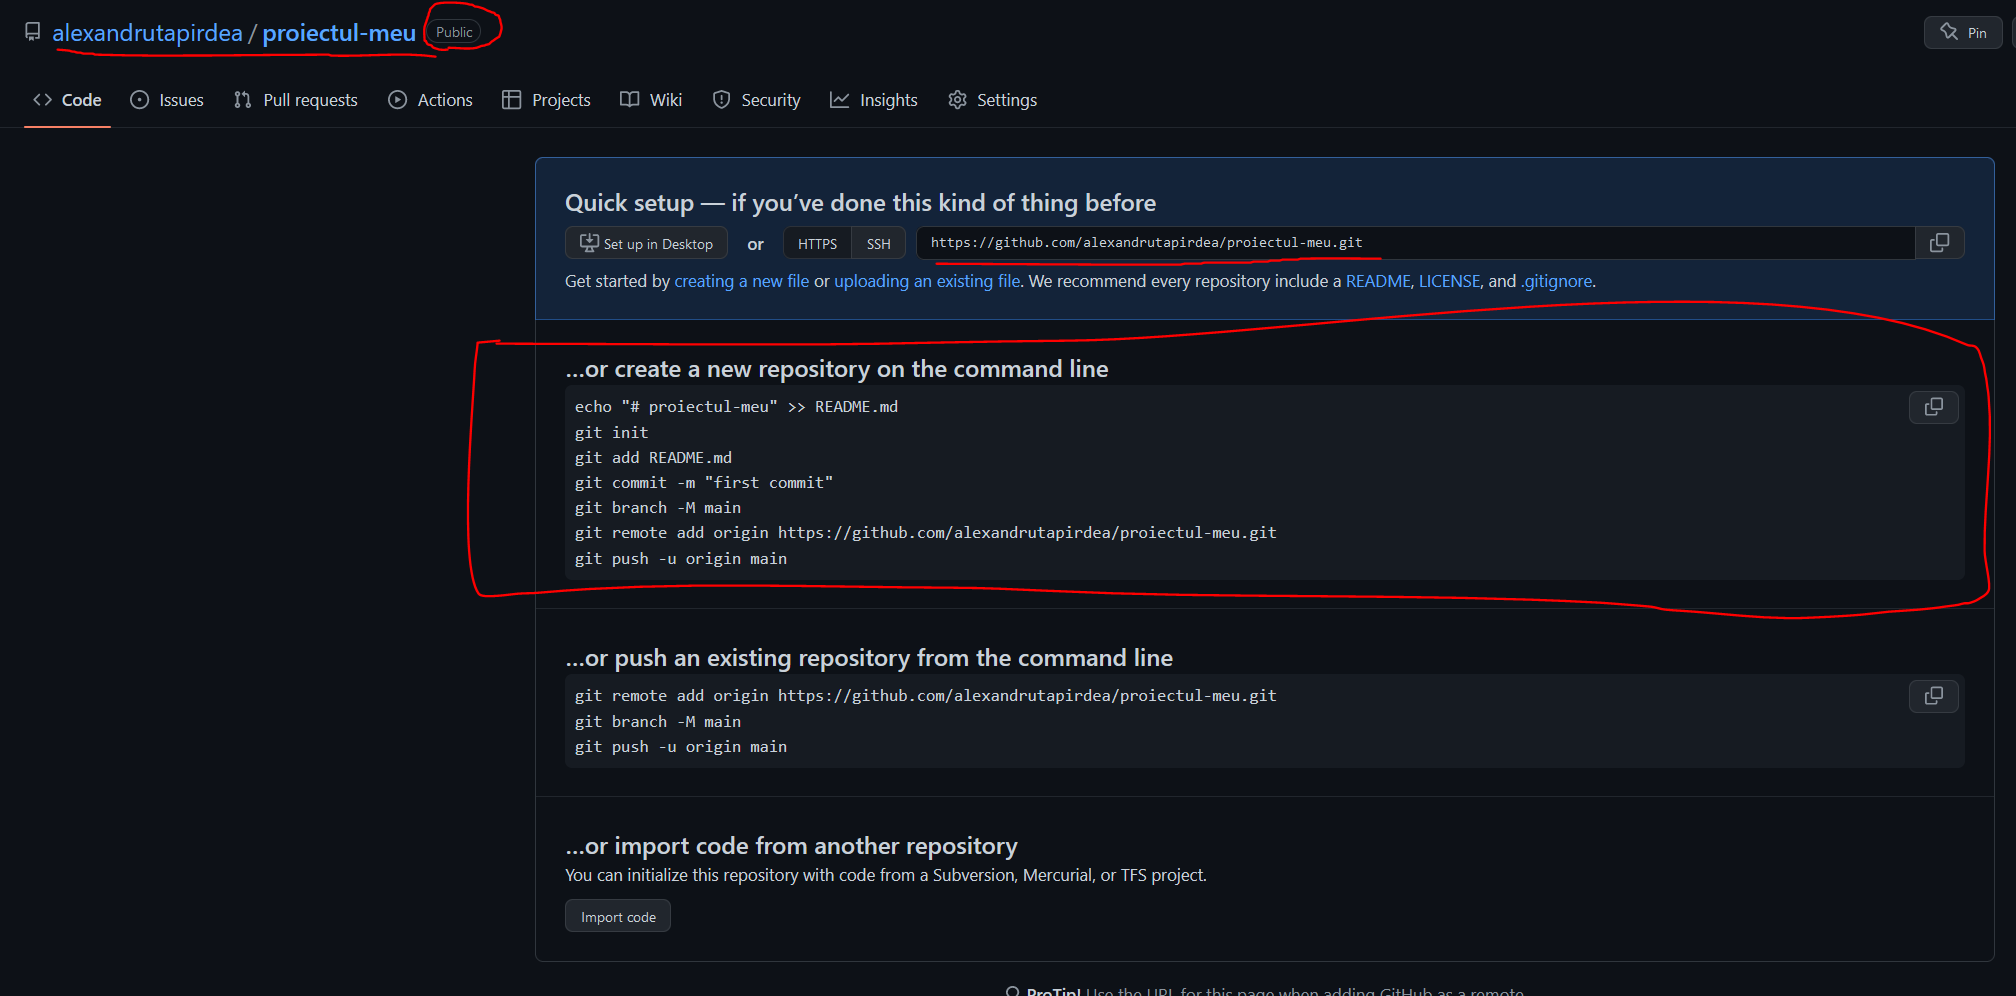 alexandrutapirdea / proiectul-meu Public
Pin
Code Issues Pull requests Actions Projects Wiki Security Insights Settings
Quick setup — if you’ve done this kind of thing before
Set up in Desktop or HTTPS SSH https://github.com/alexandrutapirdea/proiectul-meu.git
Get started by creating a new file or uploading an existing file. We recommend every repository include a README, LICENSE, and .gitignore.
…or create a new repository on the command line
echo "# proiectul-meu" >> README.md
git init
git add README.md
git commit -m "first commit"
git branch -M main
git remote add origin https://github.com/alexandrutapirdea/proiectul-meu.git
git push -u origin main
…or push an existing repository from the command line
git remote add origin https://github.com/alexandrutapirdea/proiectul-meu.git
git branch -M main
git push -u origin main
…or import code from another repository
You can initialize this repository with code from a Subversion, Mercurial, or TFS project.
Import code
ProTip! Use the URL for this page when adding GitHub as a remote.